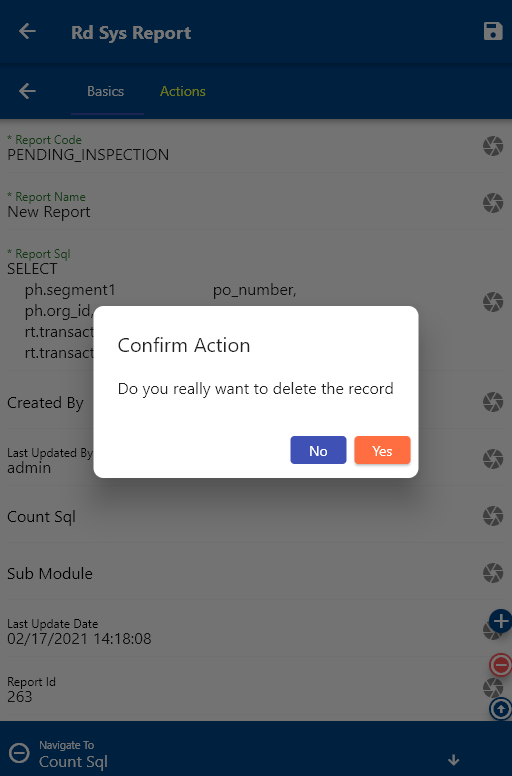 Rd Sys Report
Basics
Actions
* Report Code
PENDING_INSPECTION
* Report Name
New Report
* Report Sql
SELECT
ph.segment1 po_number,
ph.org_id,
rt.transact
rt.transact
Confirm Action
Do you really want to delete the record
No
Yes
Created By
Last Updated By
admin
Count Sql
Sub Module
Last Update Date
02/17/2021 14:18:08
Report Id
263
Navigate To
Count Sql